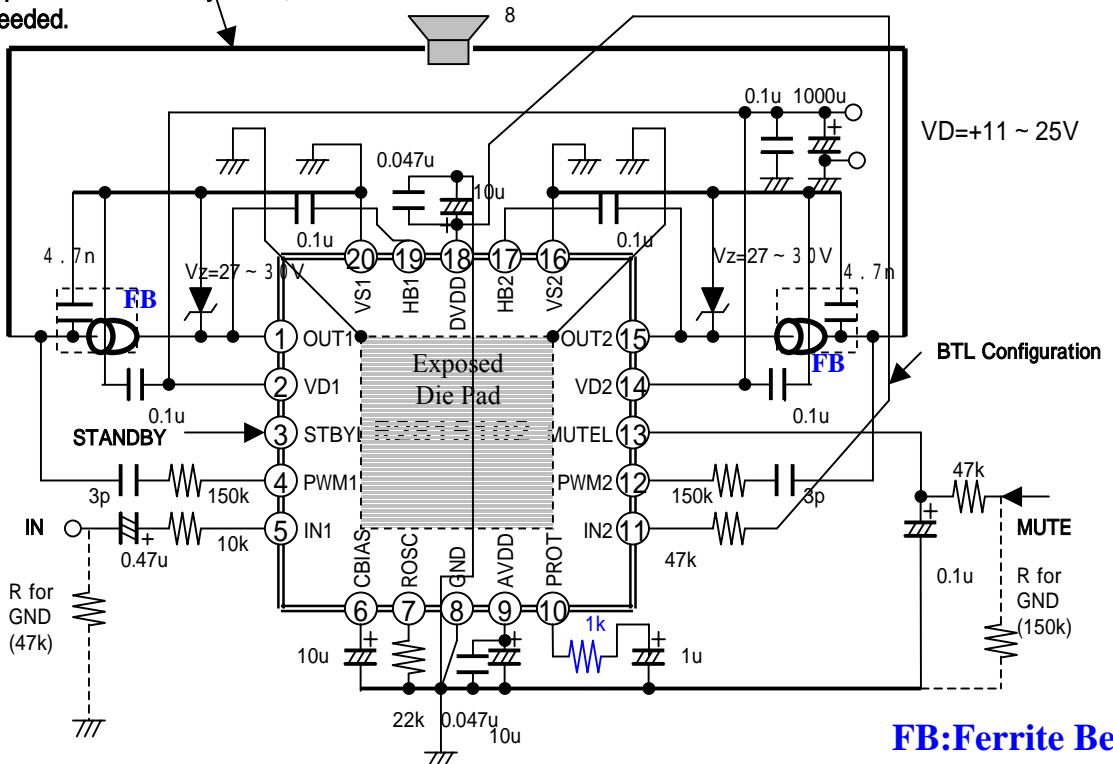 eeded.
8
0.1u 1000u
VD=+11 ~ 25V
0.047u
10u
0.1u
0.1u
4.7n
Vz=27 ~ 30V
Vz=27 ~ 30V
4.7n
FB
FB
20 19 18 17 16
VS1 HB1 DVDD HB2 VS2
1 OUT1
OUT2 15
BTL Configuration
Exposed
Die Pad
2 VD1
VD2 14
0.1u
0.1u
STANDBY
3 STBYL
R2S15102
MUTEL 13
3p
150k
4 PWM1
PWM2 12
150k
3p
47k
MUTE
IN
0.47u
10k
5 IN1
IN2 11
47k
CBIAS ROSC GND AVDD PROT
6 7 8 9 10
0.1u
R for
GND
(47k)
R for
GND
(150k)
10u
1k
1u
22k
0.047u
10u
FB:Ferrite Be